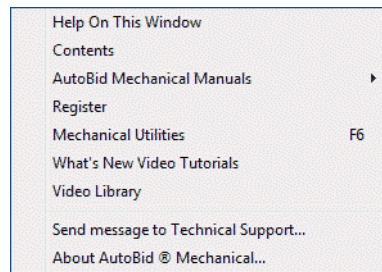 Help On This Window
Contents
AutoBid Mechanical Manuals
Register
Mechanical Utilities F6
What's New Video Tutorials
Video Library
Send message to Technical Support...
About AutoBid ® Mechanical...